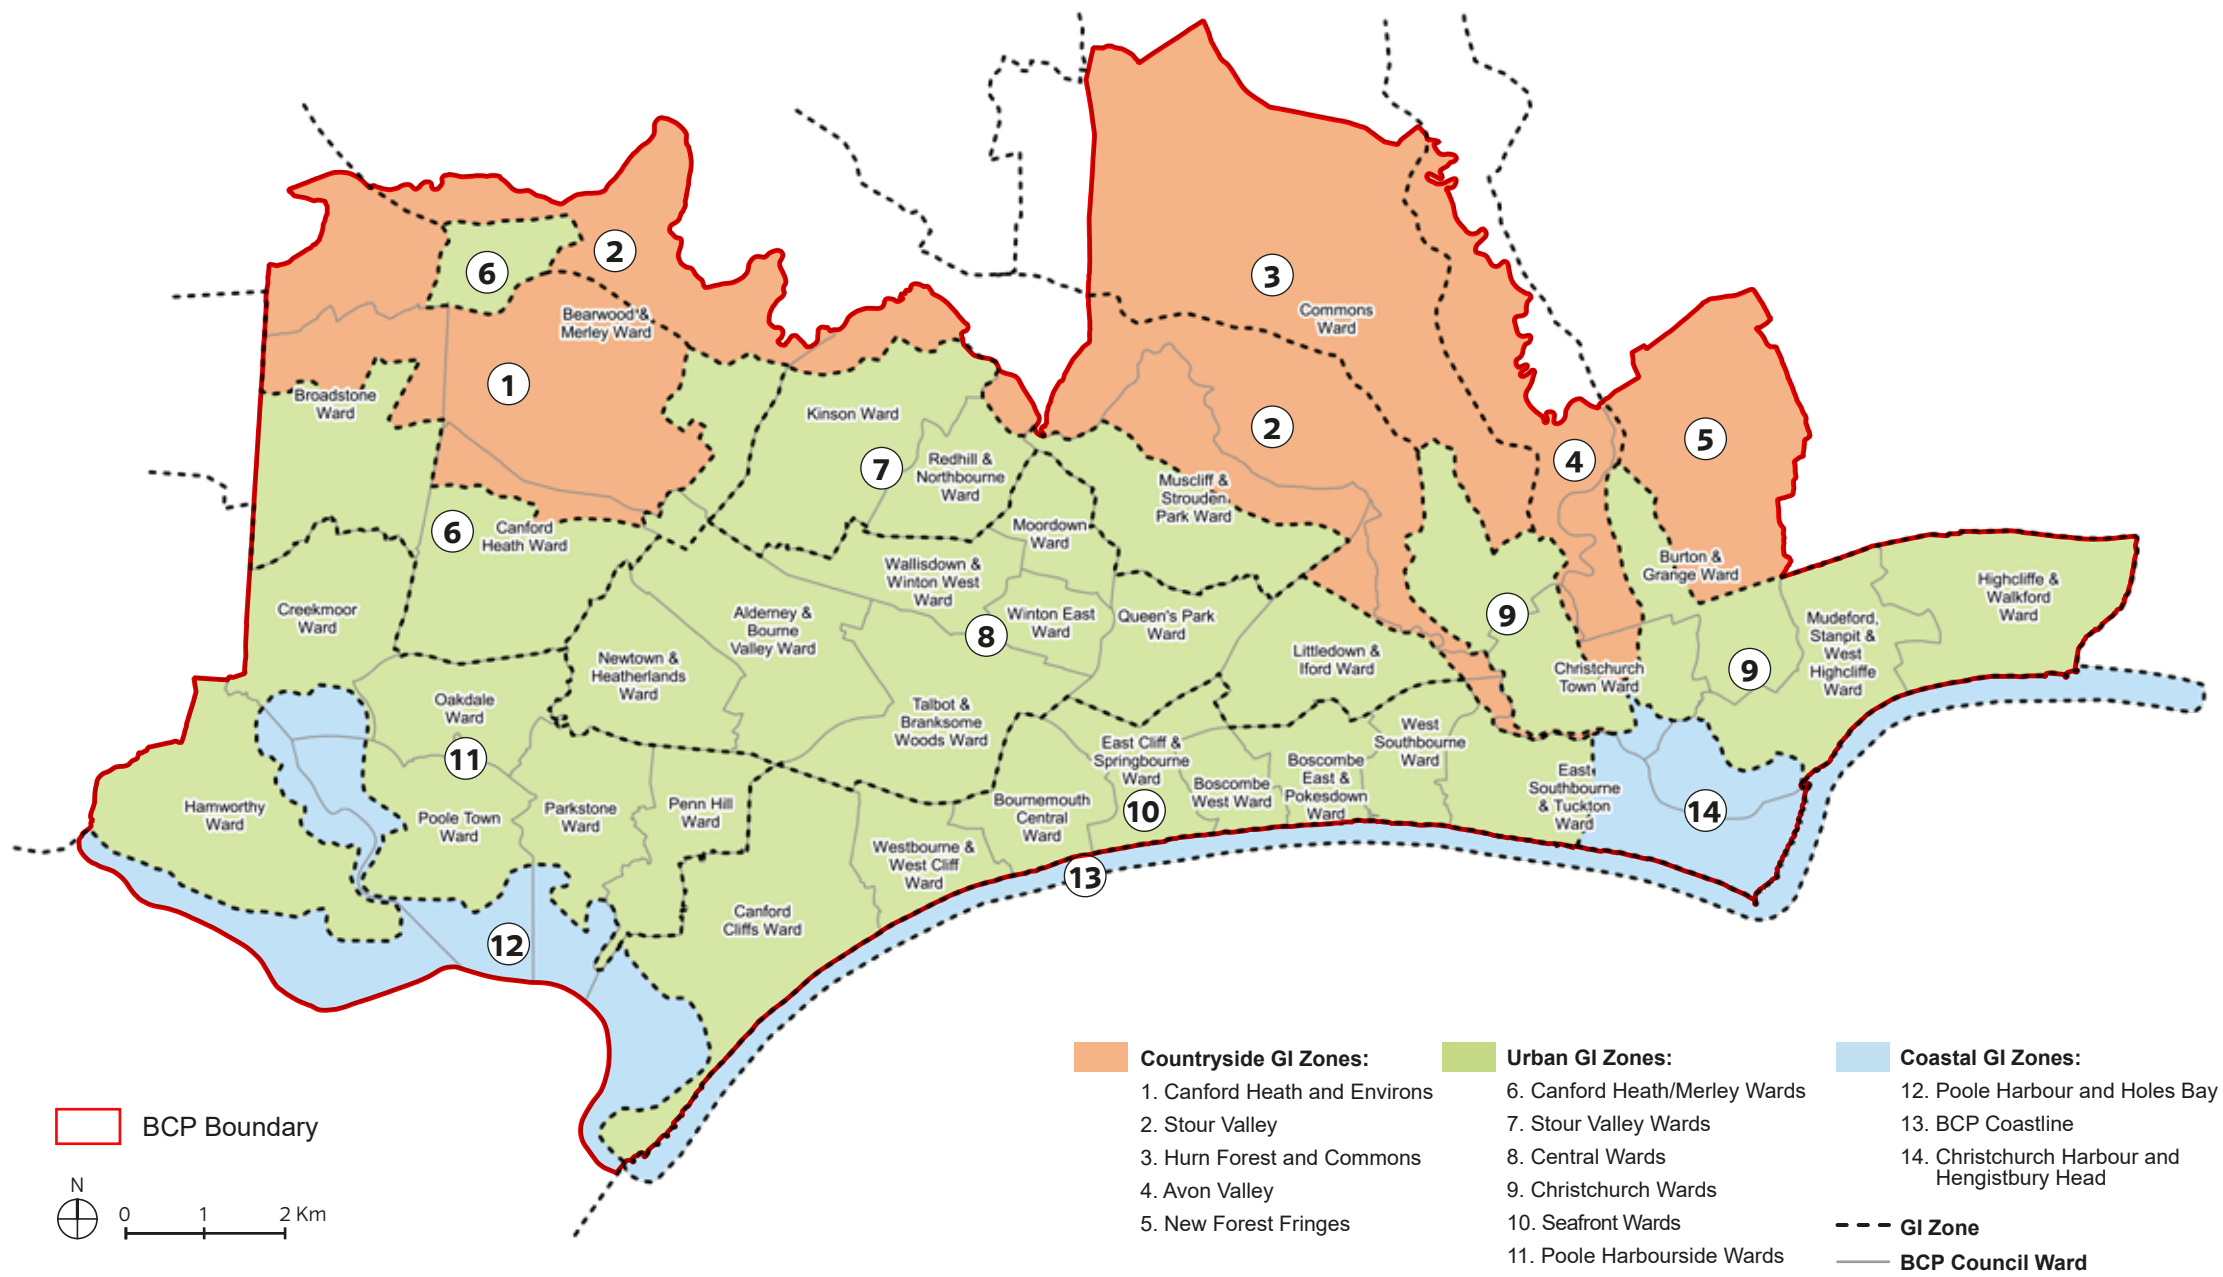 6
2
3
Bearwood &
Merley Ward
Commons
Ward
1
Broadstone
Ward
Kinson Ward
2
5
7
4
Redhill &
Northbourne
Ward
Muscliff &
Strouden
Park Ward
6
Canford
Heath Ward
Moordown
Ward
Burton &
Grange Ward
Wallisdown &
Winton West
Ward
Highcliffe &
Walkford
Ward
Creekmoor
Ward
Alderney &
Bourne
Valley Ward
8
Winton East
Ward
Queen's Park
Ward
9
Mudeford,
Stanpit &
West
Highcliffe
Ward
Newtown &
Heatherlands
Ward
Littledown &
Iford Ward
Christchurch
Town Ward
9
Oakdale
Ward
Talbot &
Branksome
Woods Ward
West
Southbourne
Ward
11
East Cliff &
Springbourne
Ward
Boscombe
West Ward
Boscombe
East &
Pokesdown
Ward
East
Southbourne
& Tuckton
Ward
14
Hamworthy
Ward
Poole Town
Ward
Parkstone
Ward
Penn Hill
Ward
Bournemouth
Central
Ward
10
Westbourne &
West Cliff
Ward
13
Canford
Cliffs Ward
12
BCP Boundary
N
0 1 2 Km
Countryside GI Zones:
1. Canford Heath and Environs
2. Stour Valley
3. Hurn Forest and Commons
4. Avon Valley
5. New Forest Fringes
Urban GI Zones:
6. Canford Heath/Merley Wards
7. Stour Valley Wards
8. Central Wards
9. Christchurch Wards
10. Seafront Wards
11. Poole Harbourside Wards
Coastal GI Zones:
12. Poole Harbour and Holes Bay
13. BCP Coastline
14. Christchurch Harbour and
Hengistbury Head
GI Zone
BCP Council Ward